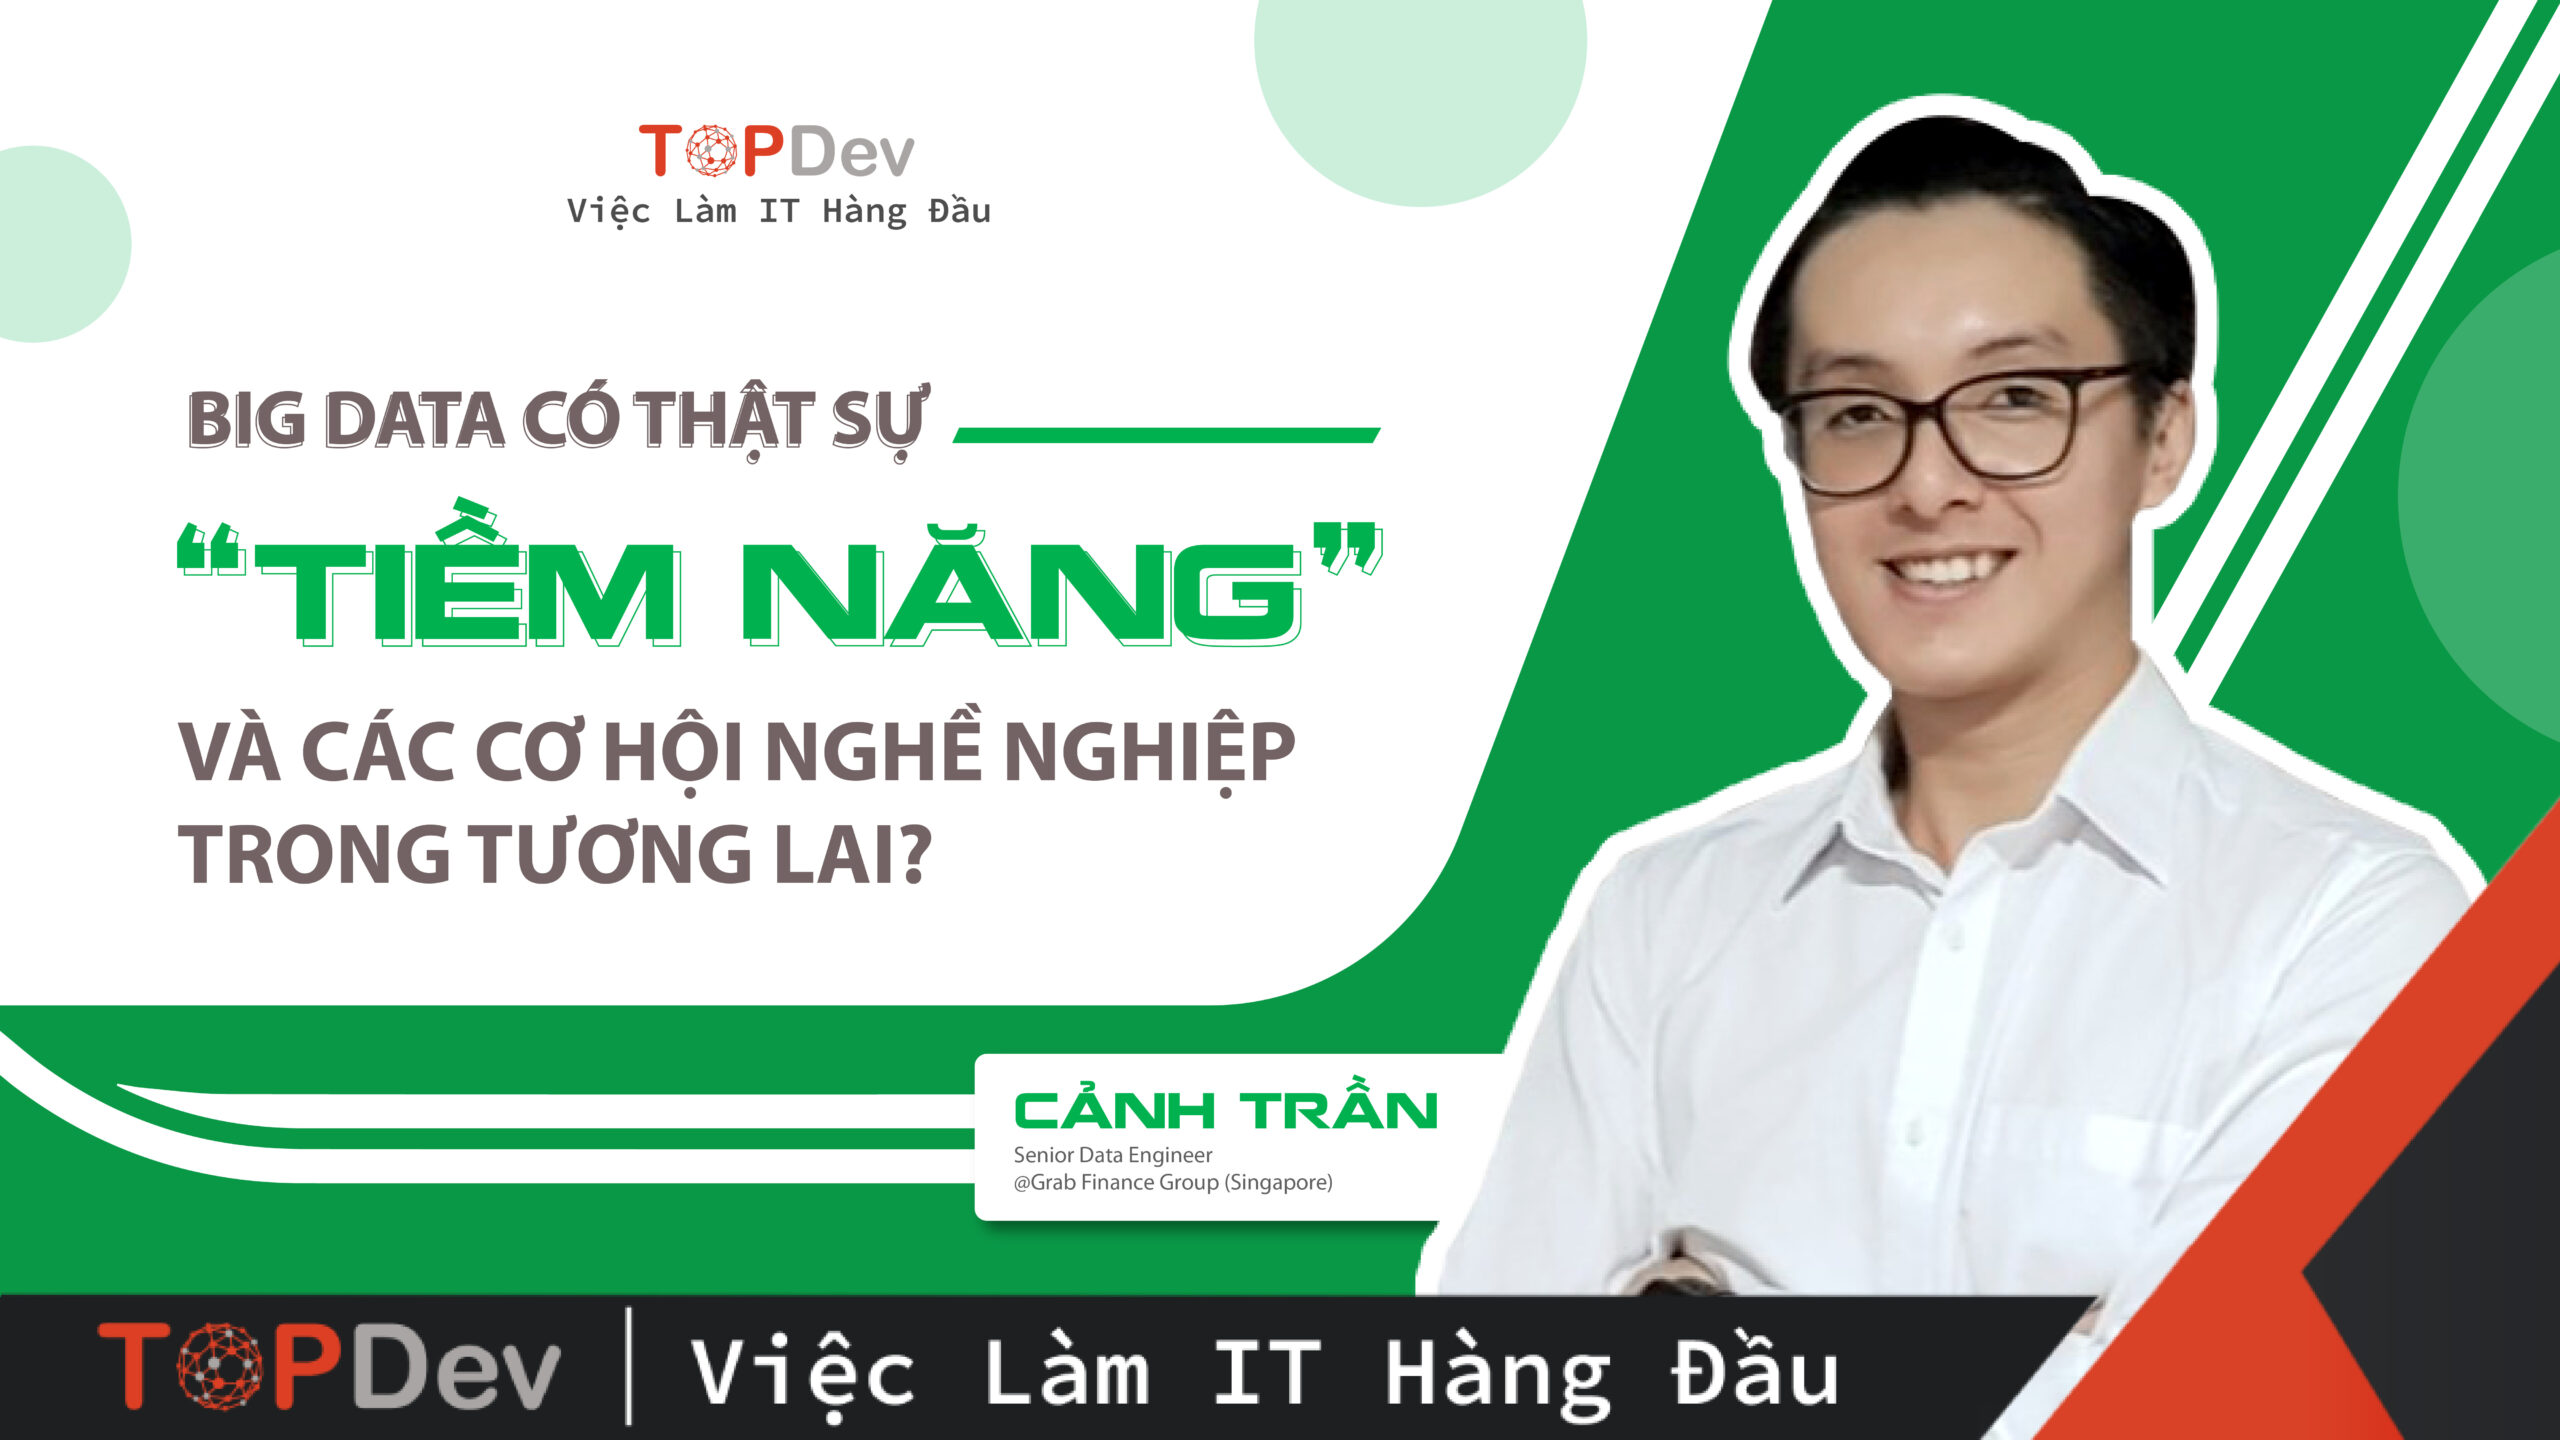 TOPDev
Việc Làm IT Hàng Đầu
BIG DATA CÓ THẬT SỰ
“TIỀM NĂNG”
VÀ CÁC CƠ HỘI NGHỀ NGHIỆP
TRONG TƯƠNG LAI?
CẢNH TRẦN
Senior Data Engineer
@Grab Finance Group (Singapore)
TOPDev | Việc Làm IT Hàng Đầu